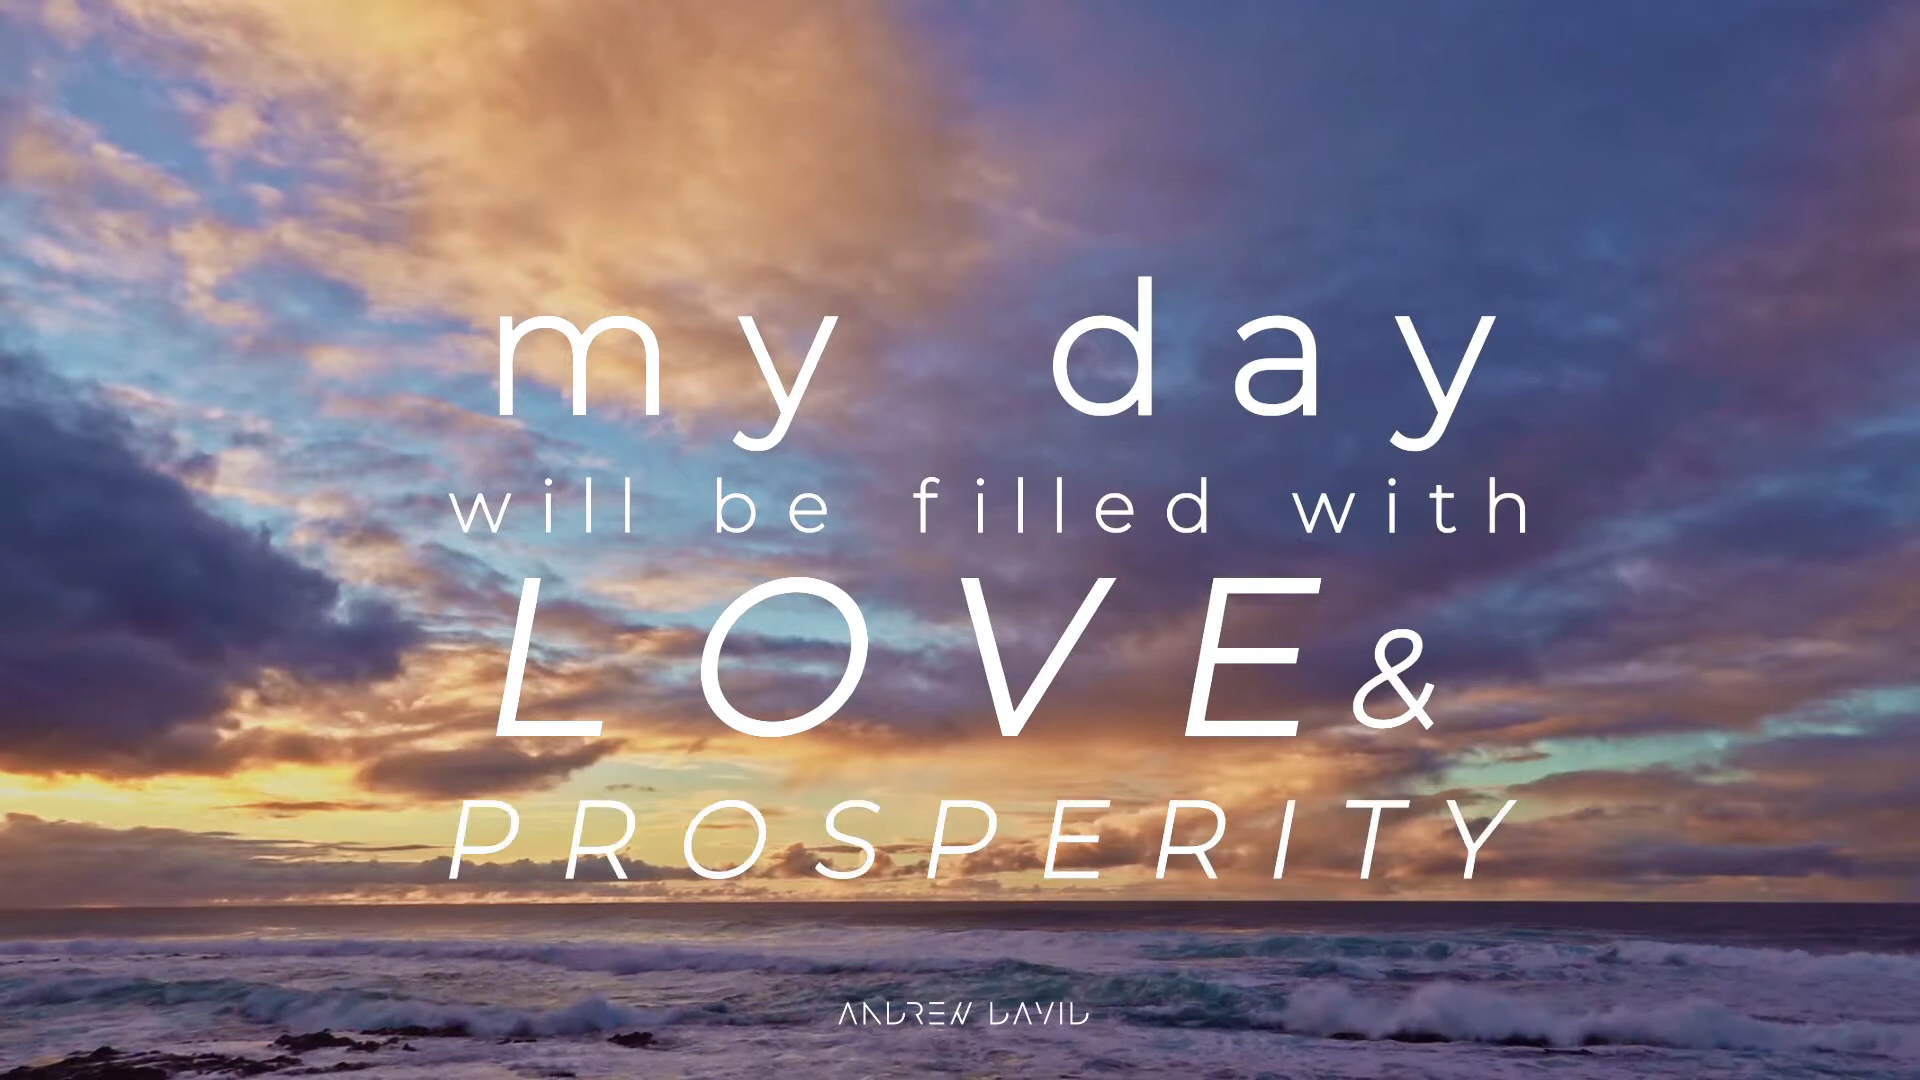 my day
will be filled with
LOVE &
PROSPERITY
ANDREW DAVID